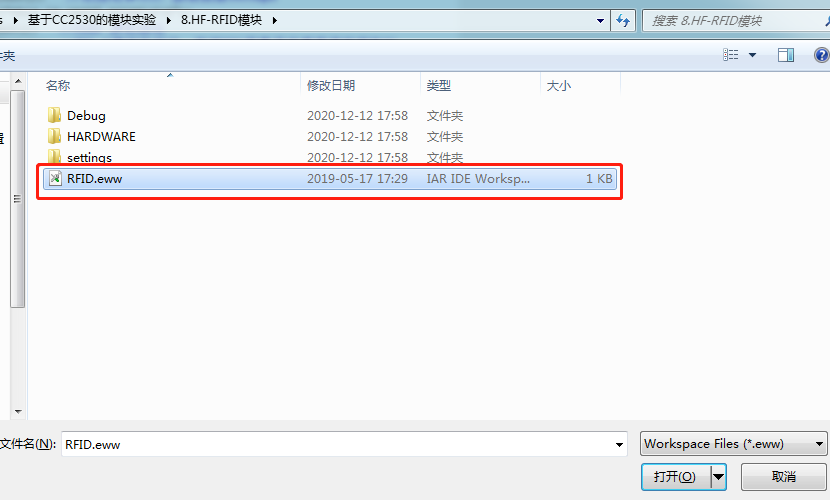 s ▸ 基于CC2530的模块实验 ▸ 8.HF-RFID模块 ▸ 搜索 8.HF-RFID模块
夹
名称 修改日期 类型 大小
Debug 2020-12-12 17:58 文件夹
HARDWARE 2020-12-12 17:58 文件夹
settings 2020-12-12 17:58 文件夹
RFID.eww 2019-05-17 17:29 IAR IDE Worksp... 1 KB
文件名(N): RFID.eww Workspace Files (*.eww)
打开(O) 取消